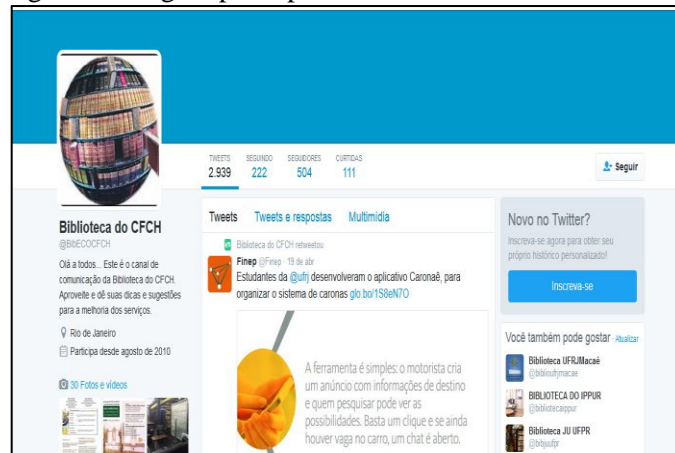 TWEETS SEGUINDO SEGUIDORES CURTIDAS
2.939 222 504 111
Seguir
Biblioteca do CFCH
@BibECOCFCH
Olá a todos... Este é o canal de
comunicação da Biblioteca do CFCH.
Aproveite e dê suas dicas e sugestões
para a melhoria dos serviços.
Rio de Janeiro
Participa desde agosto de 2010
30 Fotos e vídeos
Tweets Tweets e respostas Multimídia
Biblioteca do CFCH retweetou
Finep @Finep · 19 de abr
Estudantes da @ufrj desenvolveram o aplicativo Caronaê, para
organizar o sistema de caronas glo.bo/1S8eN7O
A ferramenta é simples: o motorista cria
um anúncio com informações de destino
e quem pesquisar pode ver as
possibilidades. Basta um clique e se ainda
houver vaga no carro, um chat é aberto.
Novo no Twitter?
Inscreva-se agora para obter seu
próprio histórico personalizado!
Inscreva-se
Você também pode gostar · Atualizar
Biblioteca UFRJMacaé
@biblioufrjmacae
BIBLIOTECA DO IPPUR
@bibliotecaippur
Biblioteca JU UFPR
@bibjuufpr